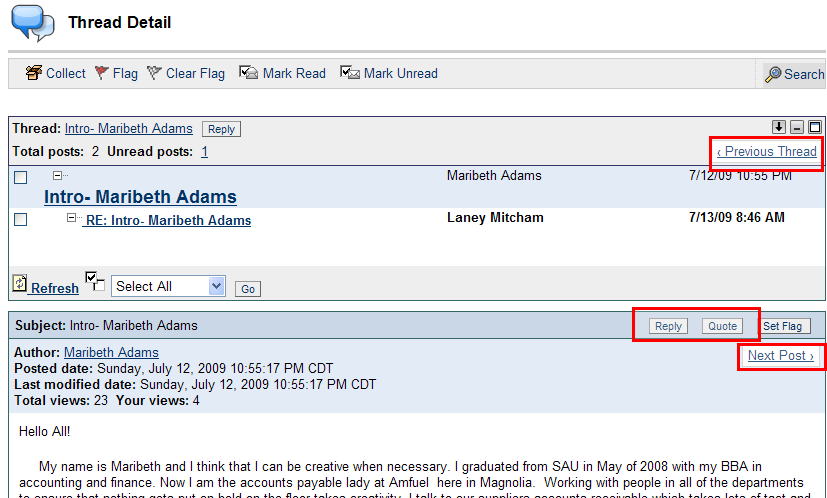 Thread Detail
Collect Flag Clear Flag Mark Read Mark Unread Search
Thread: Intro- Maribeth Adams Reply
Total posts: 2 Unread posts: 1 ‹ Previous Thread
Maribeth Adams 7/12/09 10:55 PM
Intro- Maribeth Adams
RE: Intro- Maribeth Adams Laney Mitcham 7/13/09 8:46 AM
Refresh Select All Go
Subject: Intro- Maribeth Adams Reply Quote Set Flag
Author: Maribeth Adams Next Post ›
Posted date: Sunday, July 12, 2009 10:55:17 PM CDT
Last modified date: Sunday, July 12, 2009 10:55:17 PM CDT
Total views: 23 Your views: 4
Hello All!
My name is Maribeth and I think that I can be creative when necessary. I graduated from SAU in May of 2008 with my BBA in
accounting and finance. Now I am the accounts payable lady at Amfuel here in Magnolia. Working with people in all of the departments
to ensure that nothing gets put on hold on the floor takes creativity. I talk to our suppliers accounts receivable which takes lots of tact and